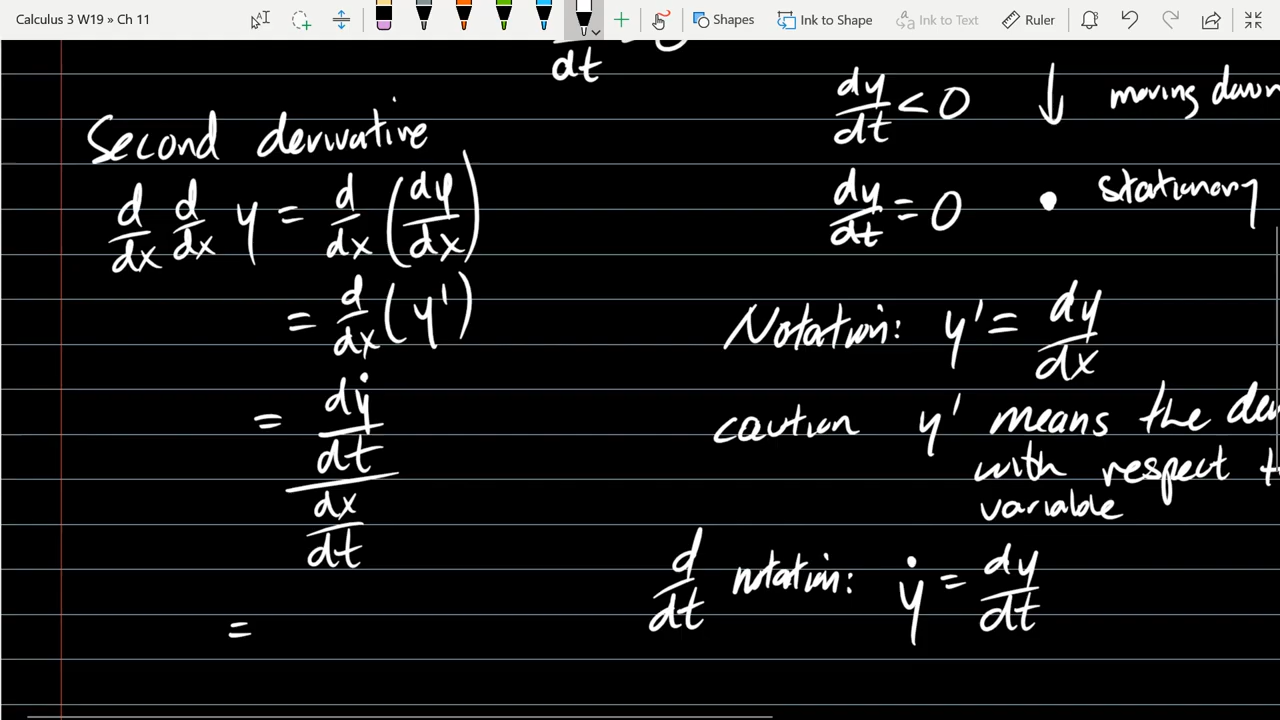 Calculus 3 W19 » Ch 11
Shapes Ink to Shape Ink to Text Ruler
dt
Second derivative
d/dx d/dx y = d/dx (dy/dx)
= d/dx (y')
= (dẏ/dt)/(dx/dt)
=
dy/dt < 0 ↓ moving down
dy/dt = 0 • stationary
Notation: y' = dy/dx
caution y' means the
with respect
variable
d/dt notation: ẏ = dy/dt